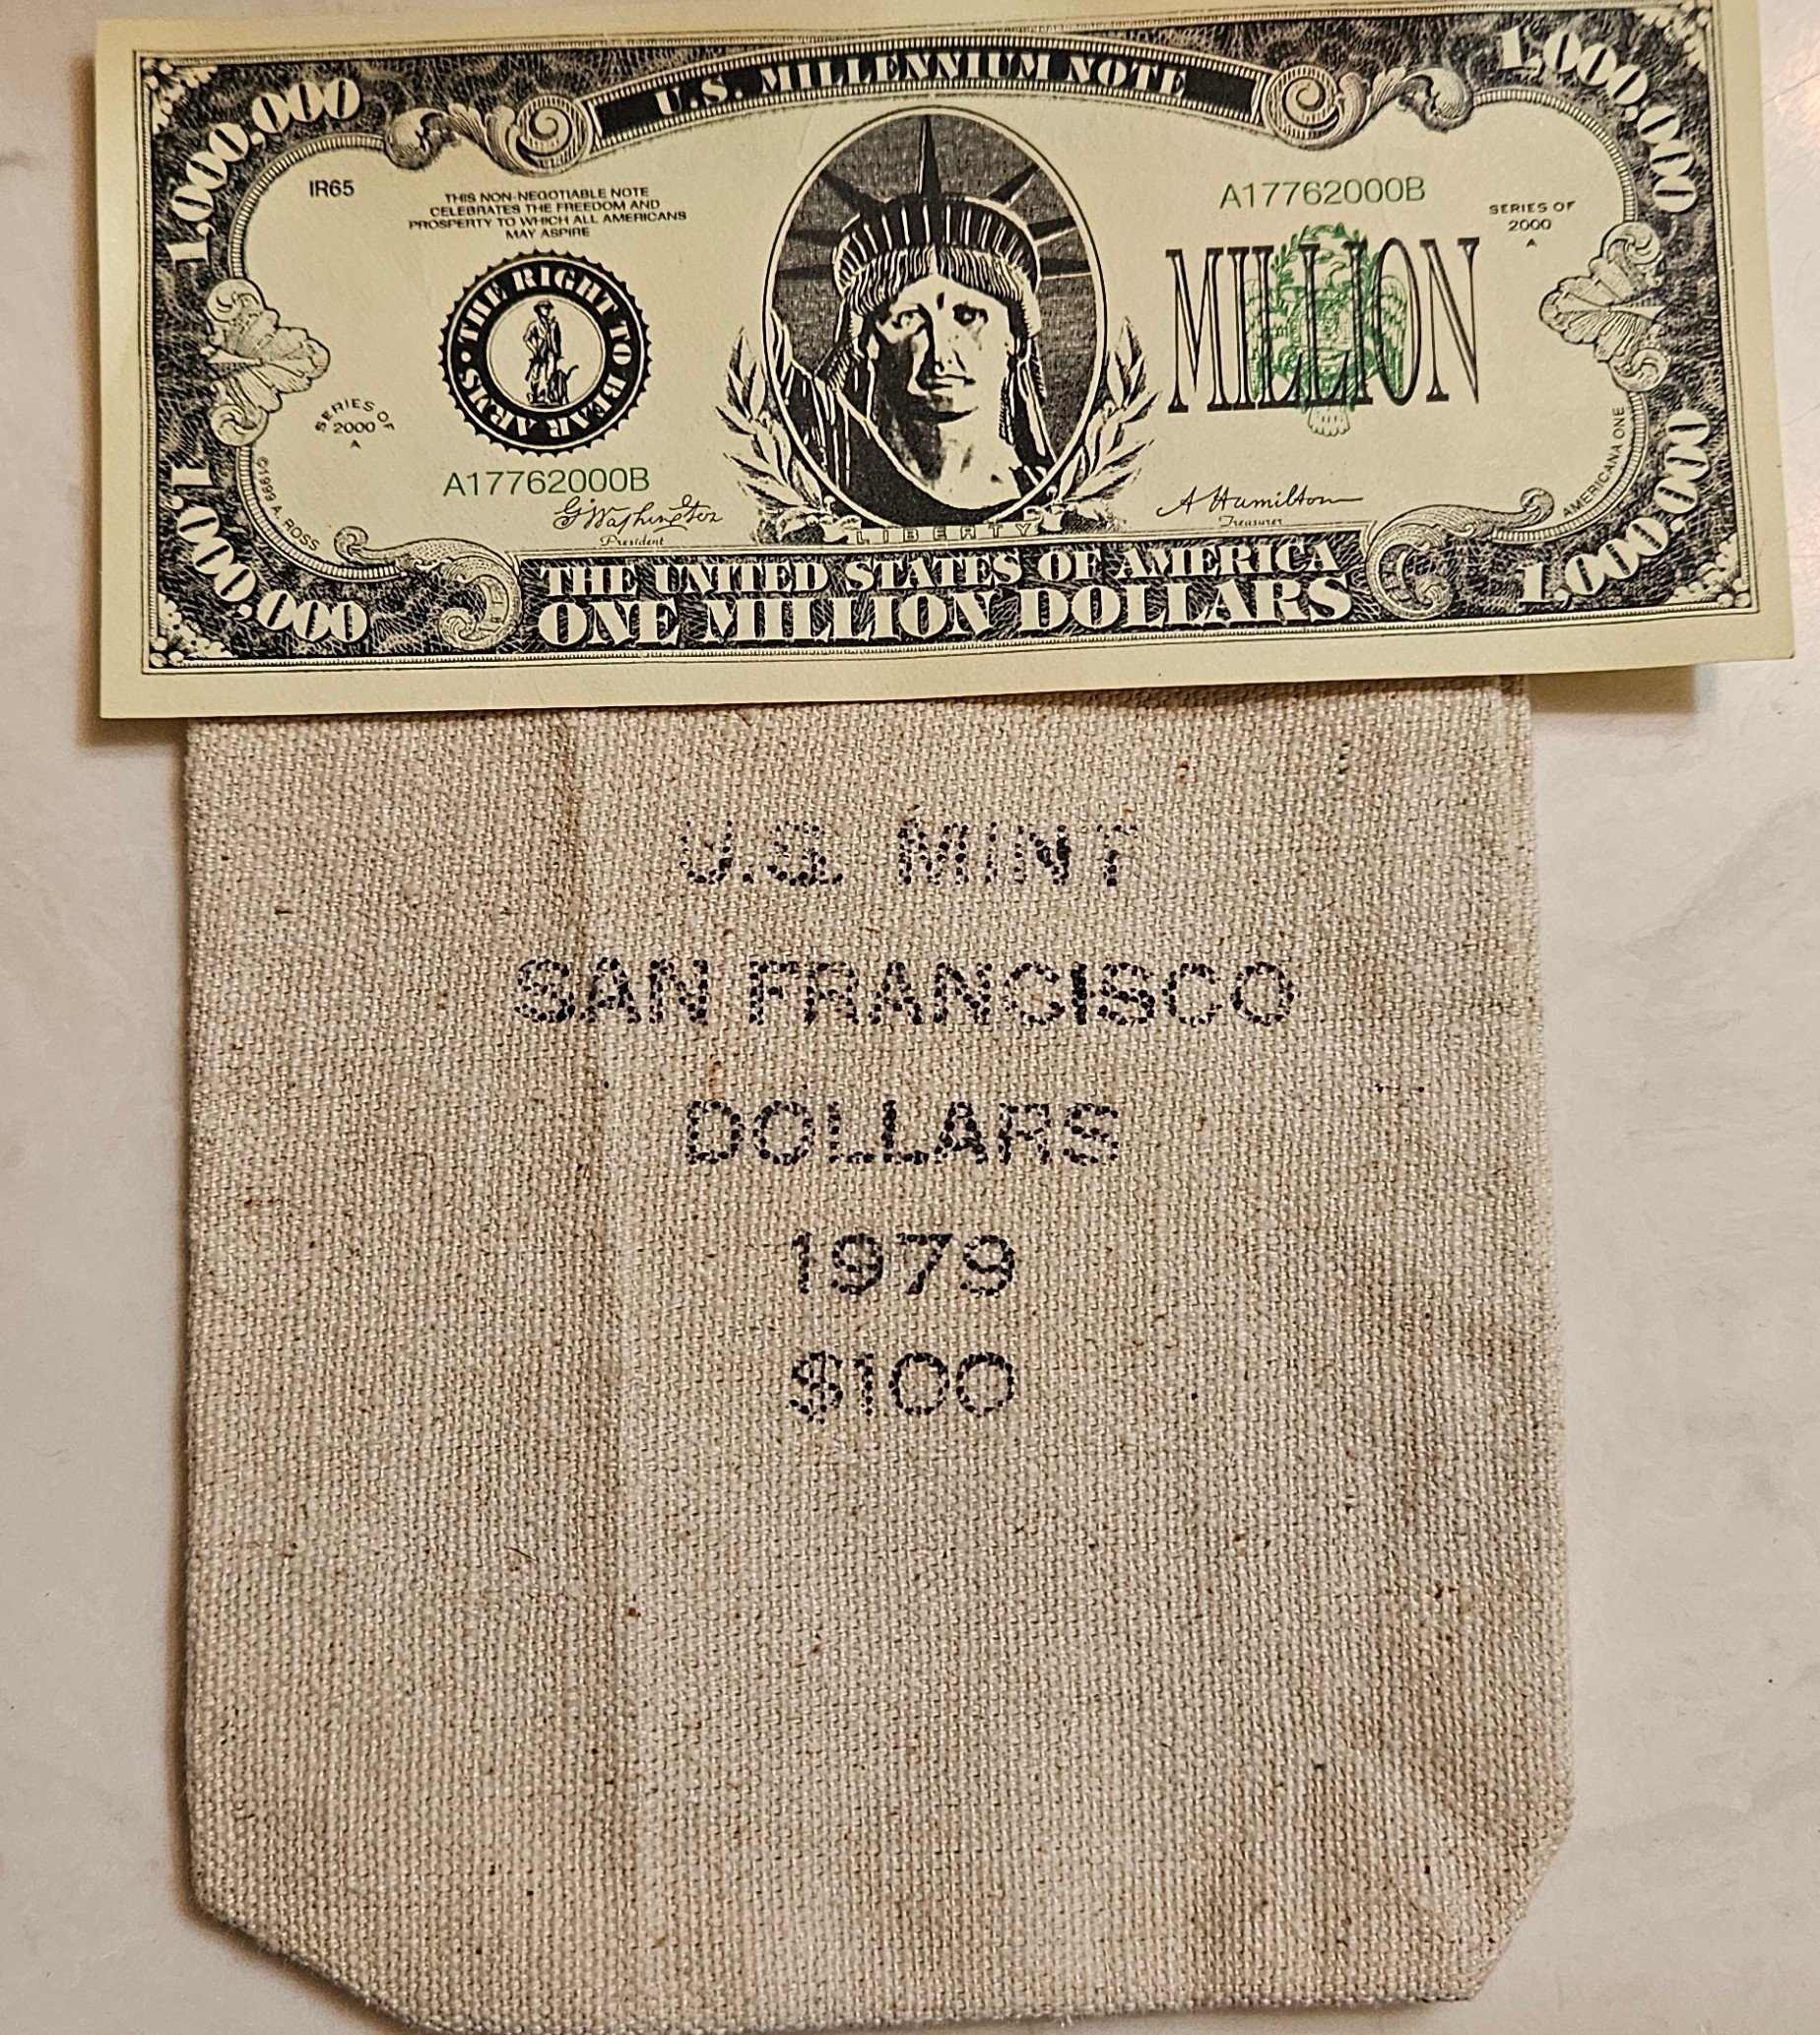 U.S. MILLENNIUM NOTE
1,000,000
1,000,000
IR65
THIS NON-NEGOTIABLE NOTE
CELEBRATES THE FREEDOM AND
PROSPERITY TO WHICH ALL AMERICANS
MAY ASPIRE
A17762000B
SERIES OF
2000
A
THE RIGHT TO BEAR ARMS
MILLION
SERIES OF
2000
A
A17762000B
©1999 A. ROSS
AMERICANA ONE
G Washington
President
LIBERTY
A Hamilton
Treasurer
1,000,000
1,000,000
THE UNITED STATES OF AMERICA
ONE MILLION DOLLARS
U.S. MINT
SAN FRANCISCO
DOLLARS
1979
$100